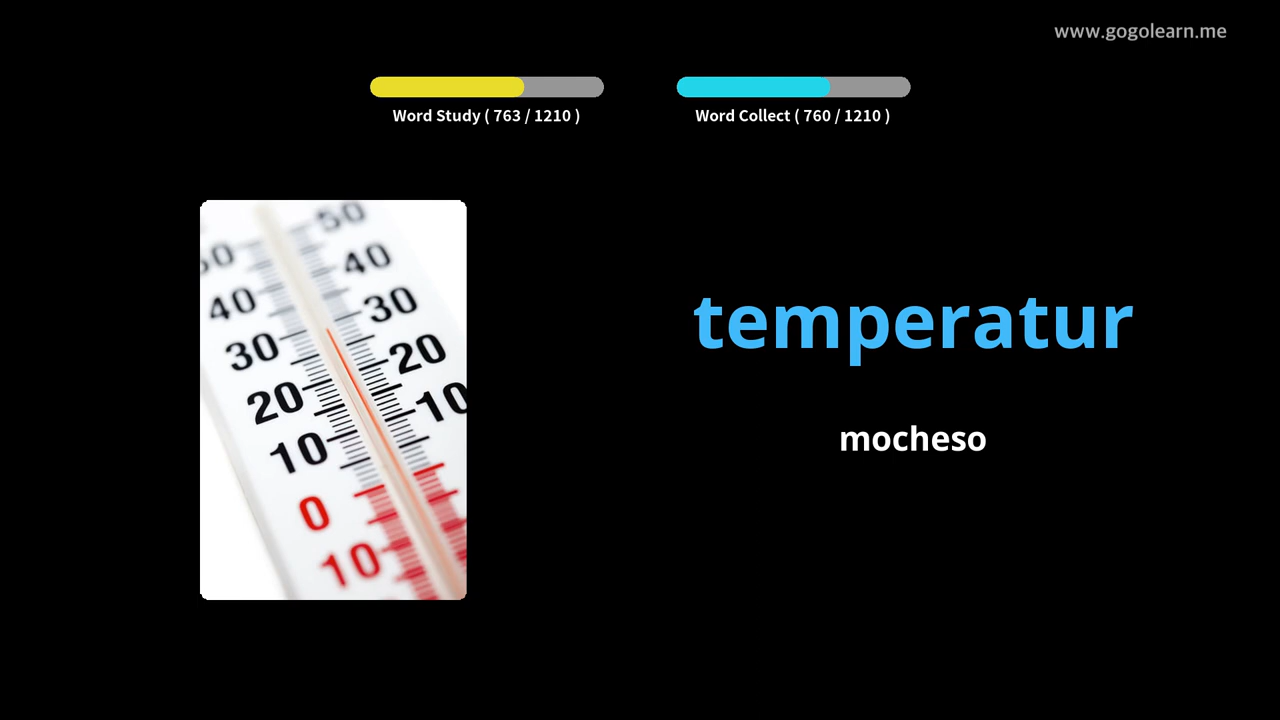 www.gogolearn.me
Word Study ( 763 / 1210 )
Word Collect ( 760 / 1210 )
50
40
40
30
30
20
20
10
10
0
10
temperatur
mocheso